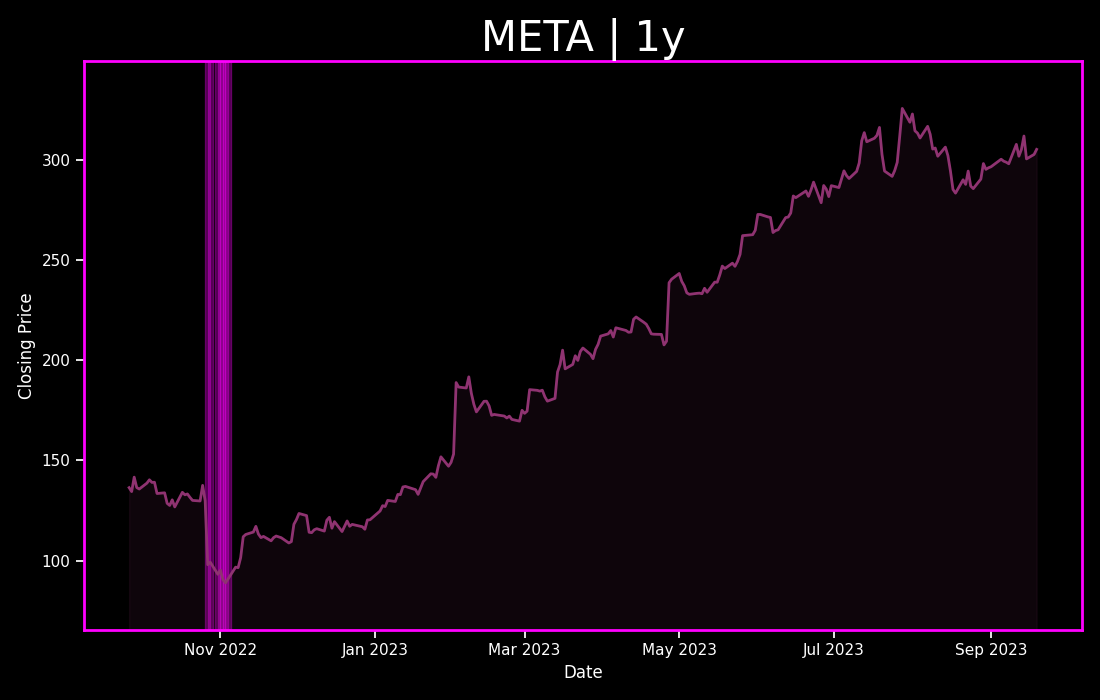 META | 1y
Closing Price
300
250
200
150
100
Nov 2022
Jan 2023
Mar 2023
May 2023
Jul 2023
Sep 2023
Date